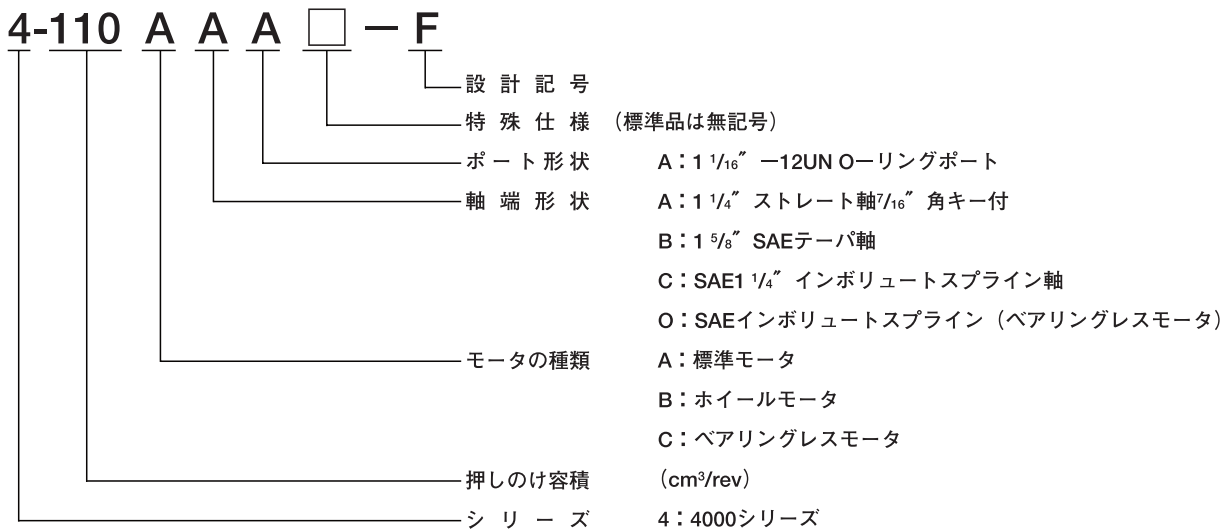 4-110 A A A □ － F
設計記号
特殊仕様 （標準品は無記号）
ポート形状 A：1 1/16″ －12UN Oーリングポート
軸端形状 A：1 1/4″ ストレート軸7/16″ 角キー付
B：1 5/8″ SAEテーパ軸
C：SAE1 1/4″ インボリュートスプライン軸
O：SAEインボリュートスプライン（ベアリングレスモータ）
モータの種類 A：標準モータ
B：ホイールモータ
C：ベアリングレスモータ
押しのけ容積 （cm³/rev）
シリーズ 4：4000シリーズ